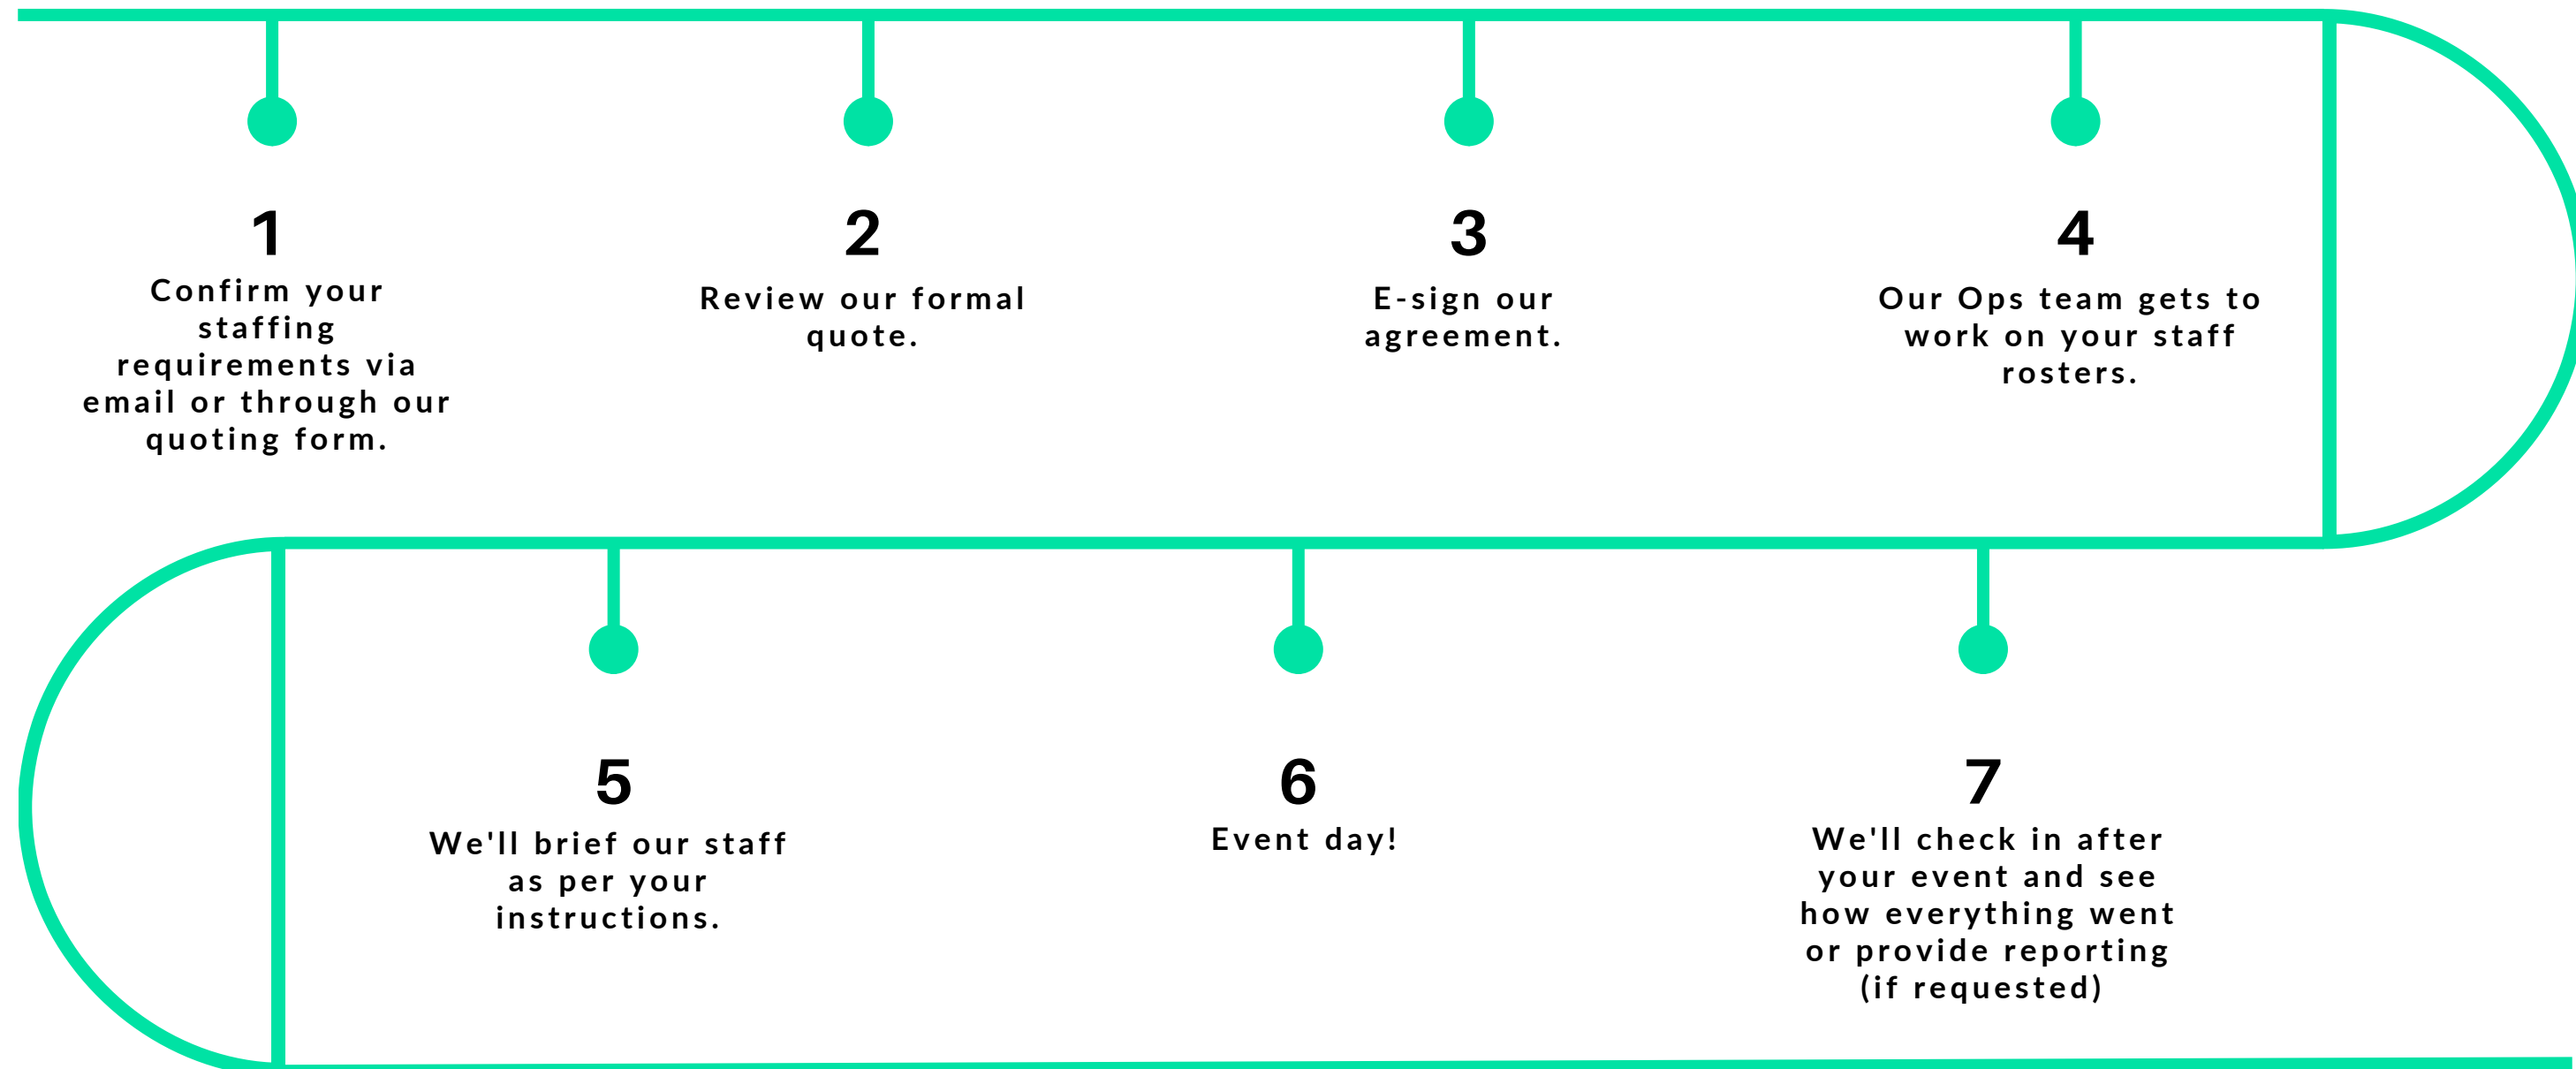 1
Confirm your
staffing
requirements via
email or through our
quoting form.
2
Review our formal
quote.
3
E-sign our
agreement.
4
Our Ops team gets to
work on your staff
rosters.
5
We'll brief our staff
as per your
instructions.
6
Event day!
7
We'll check in after
your event and see
how everything went
or provide reporting
(if requested)